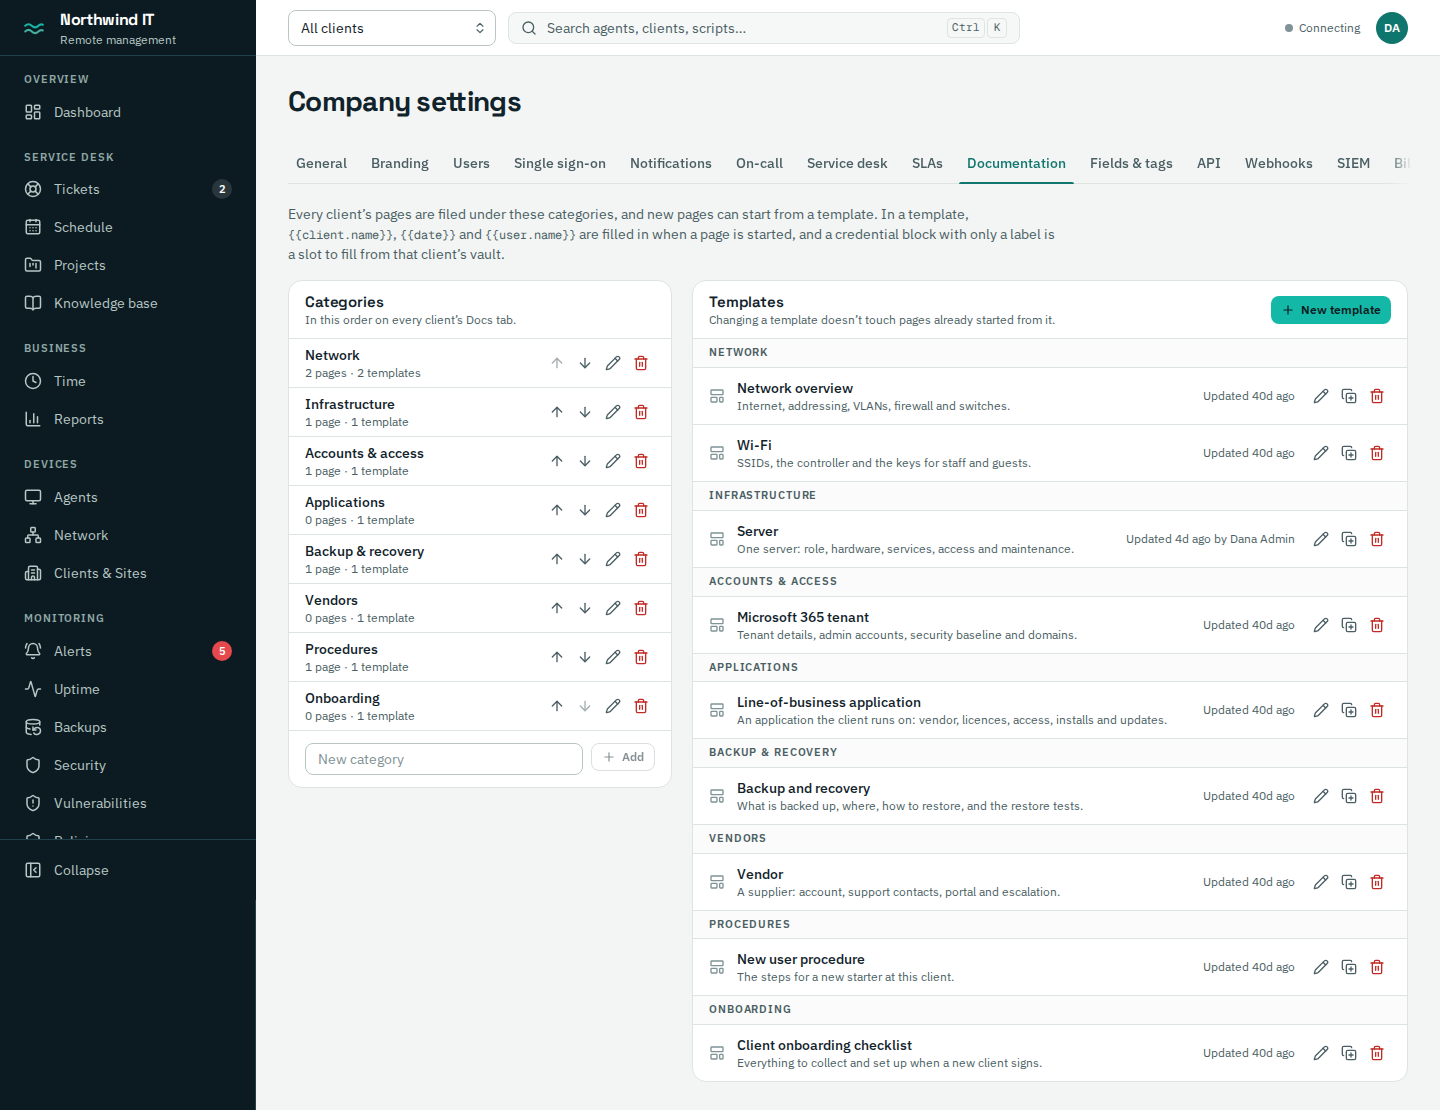 Northwind IT
Remote management
All clients
Search agents, clients, scripts...
Ctrl K
Connecting
DA
OVERVIEW
Dashboard
SERVICE DESK
Tickets 2
Schedule
Projects
Knowledge base
BUSINESS
Time
Reports
DEVICES
Agents
Network
Clients & Sites
MONITORING
Alerts 5
Uptime
Backups
Security
Vulnerabilities
Collapse
Company settings
General Branding Users Single sign-on Notifications On-call Service desk SLAs Documentation Fields & tags API Webhooks SIEM
Every client’s pages are filed under these categories, and new pages can start from a template. In a template,
{{client.name}}, {{date}} and {{user.name}} are filled in when a page is started, and a credential block with only a label is
a slot to fill from that client’s vault.
Categories
In this order on every client’s Docs tab.
Network
2 pages · 2 templates
Infrastructure
1 page · 1 template
Accounts & access
1 page · 1 template
Applications
0 pages · 1 template
Backup & recovery
1 page · 1 template
Vendors
0 pages · 1 template
Procedures
1 page · 1 template
Onboarding
0 pages · 1 template
New category
Add
Templates
Changing a template doesn’t touch pages already started from it.
New template
NETWORK
Network overview
Internet, addressing, VLANs, firewall and switches.
Updated 40d ago
Wi-Fi
SSIDs, the controller and the keys for staff and guests.
Updated 40d ago
INFRASTRUCTURE
Server
One server: role, hardware, services, access and maintenance.
Updated 4d ago by Dana Admin
ACCOUNTS & ACCESS
Microsoft 365 tenant
Tenant details, admin accounts, security baseline and domains.
Updated 40d ago
APPLICATIONS
Line-of-business application
An application the client runs on: vendor, licences, access, installs and updates.
Updated 40d ago
BACKUP & RECOVERY
Backup and recovery
What is backed up, where, how to restore, and the restore tests.
Updated 40d ago
VENDORS
Vendor
A supplier: account, support contacts, portal and escalation.
Updated 40d ago
PROCEDURES
New user procedure
The steps for a new starter at this client.
Updated 40d ago
ONBOARDING
Client onboarding checklist
Everything to collect and set up when a new client signs.
Updated 40d ago